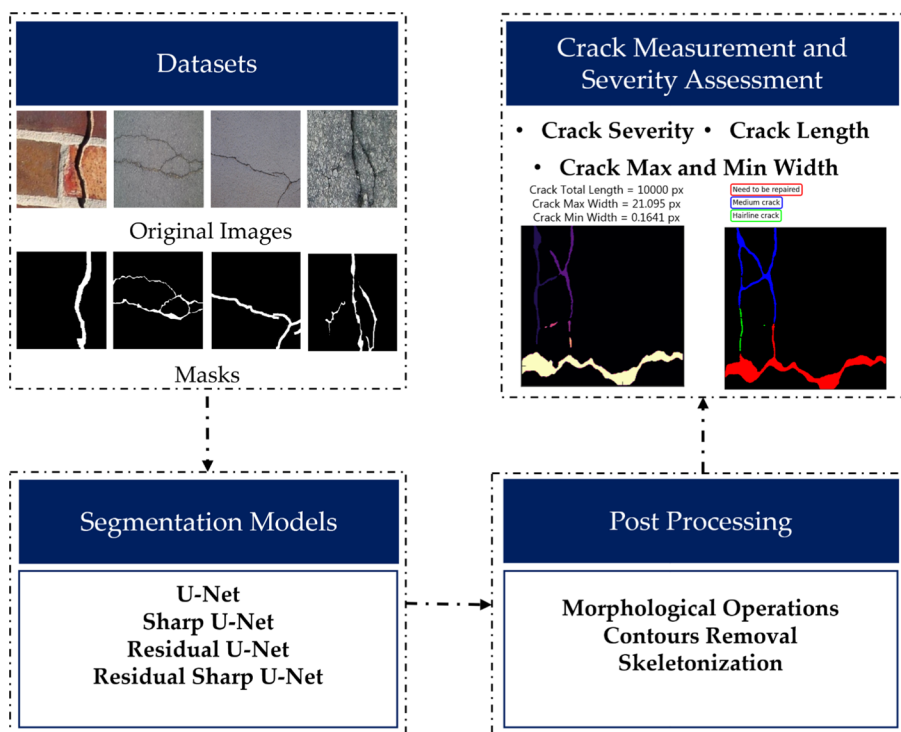 Datasets
Original Images
Masks
Segmentation Models
U-Net
Sharp U-Net
Residual U-Net
Residual Sharp U-Net
Post Processing
Morphological Operations
Contours Removal
Skeletonization
Crack Measurement and
Severity Assessment
• Crack Severity • Crack Length
• Crack Max and Min Width
Crack Total Length = 10000 px
Crack Max Width = 21.095 px
Crack Min Width = 0.1641 px
Need to be repaired
Medium crack
Hairline crack